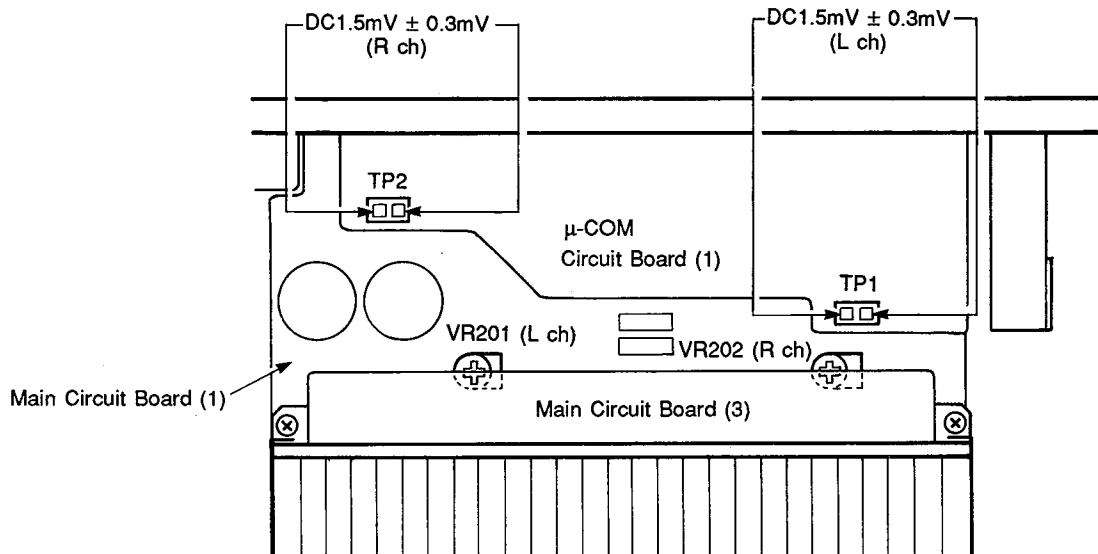 DC1.5mV ± 0.3mV
(R ch)
DC1.5mV ± 0.3mV
(L ch)
TP2
μ-COM
Circuit Board (1)
TP1
VR201 (L ch)
VR202 (R ch)
Main Circuit Board (1)
Main Circuit Board (3)